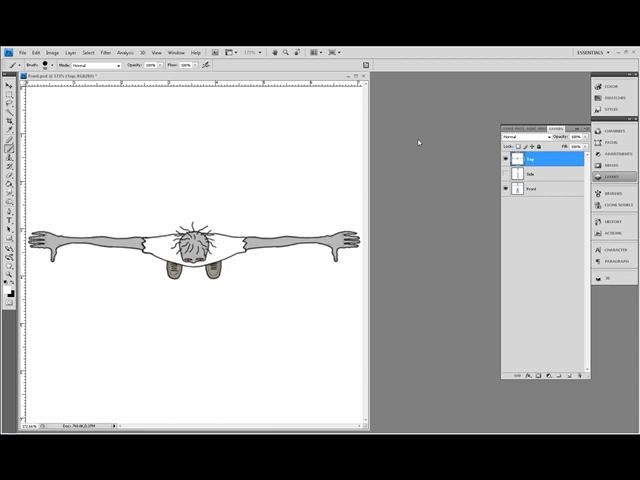 Ps File Edit Image Layer Select Filter Analysis 3D View Window Help 173% ESSENTIALS
Brush: Mode: Normal Opacity: 100% Flow: 100%
COLOR
SWATCHES
STYLES
LAYERS
Normal Opacity: 100%
Lock: Fill: 100%
Top
Side
Front
CHANNELS
PATHS
ADJUSTMENTS
MASKS
LAYERS
BRUSHES
CLONE SOURCE
HISTORY
ACTIONS
CHARACTER
PARAGRAPH
3D